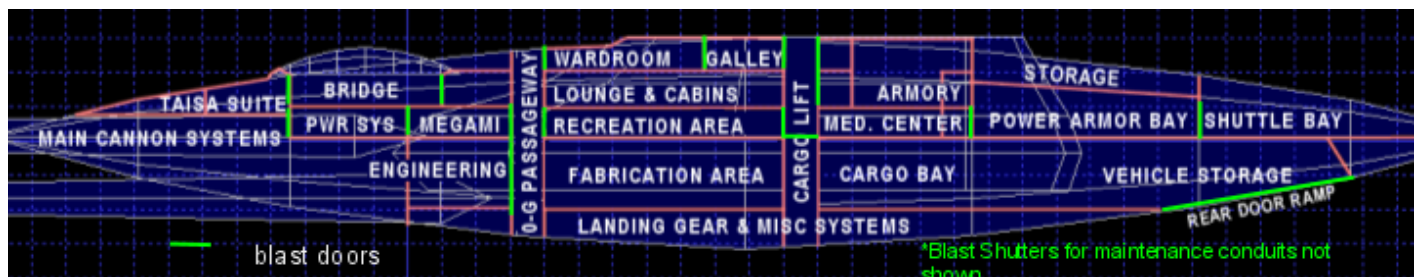 WARDROOM
GALLEY
STORAGE
TAISA SUITE
BRIDGE
LOUNGE & CABINS
ARMORY
MAIN CANNON SYSTEMS
PWR SYS
MEGAMI
0-G PASSAGEWAY
RECREATION AREA
CARGO LIFT
MED. CENTER
POWER ARMOR BAY
SHUTTLE BAY
ENGINEERING
FABRICATION AREA
CARGO BAY
VEHICLE STORAGE
REAR DOOR RAMP
LANDING GEAR & MISC SYSTEMS
blast doors
*Blast Shutters for maintenance conduits not
shown